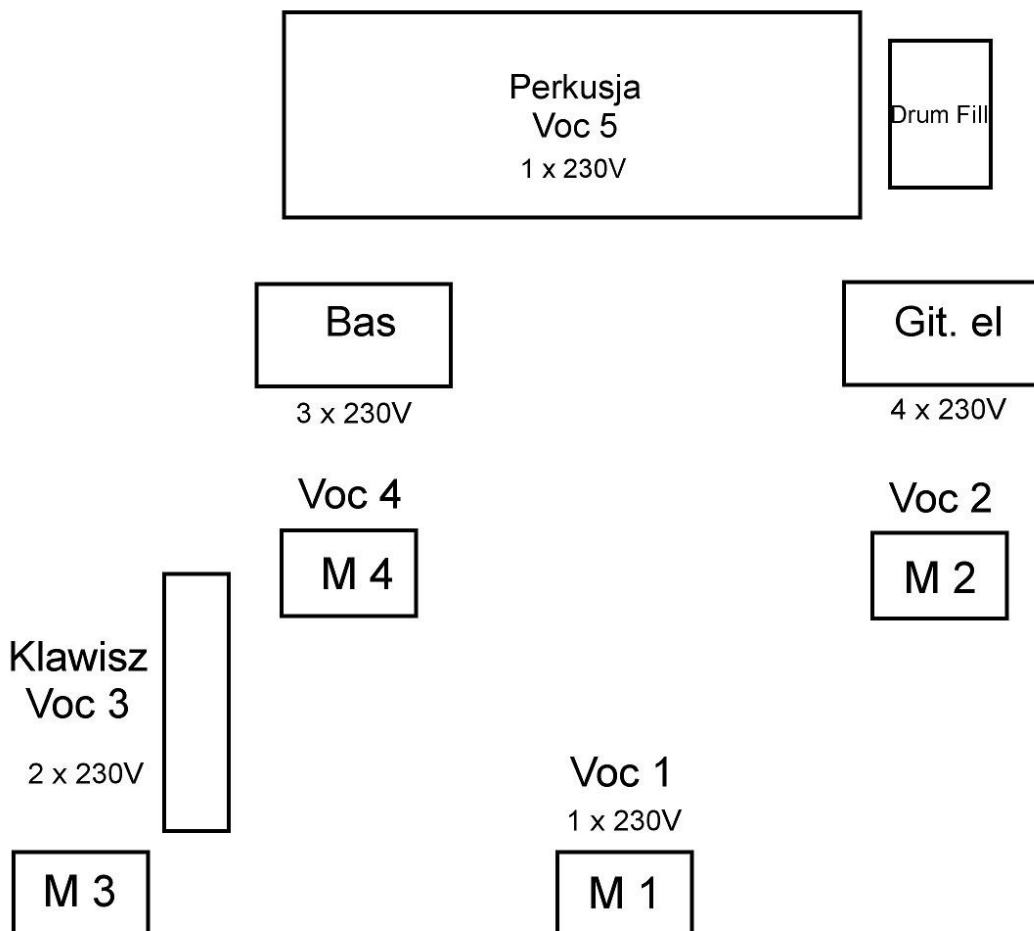 Perkusja
Voc 5
1 x 230V
Drum Fill
Bas
Git. el
3 x 230V
4 x 230V
Voc 4
Voc 2
M 4
M 2
Klawisz
Voc 3
2 x 230V
Voc 1
1 x 230V
M 3
M 1